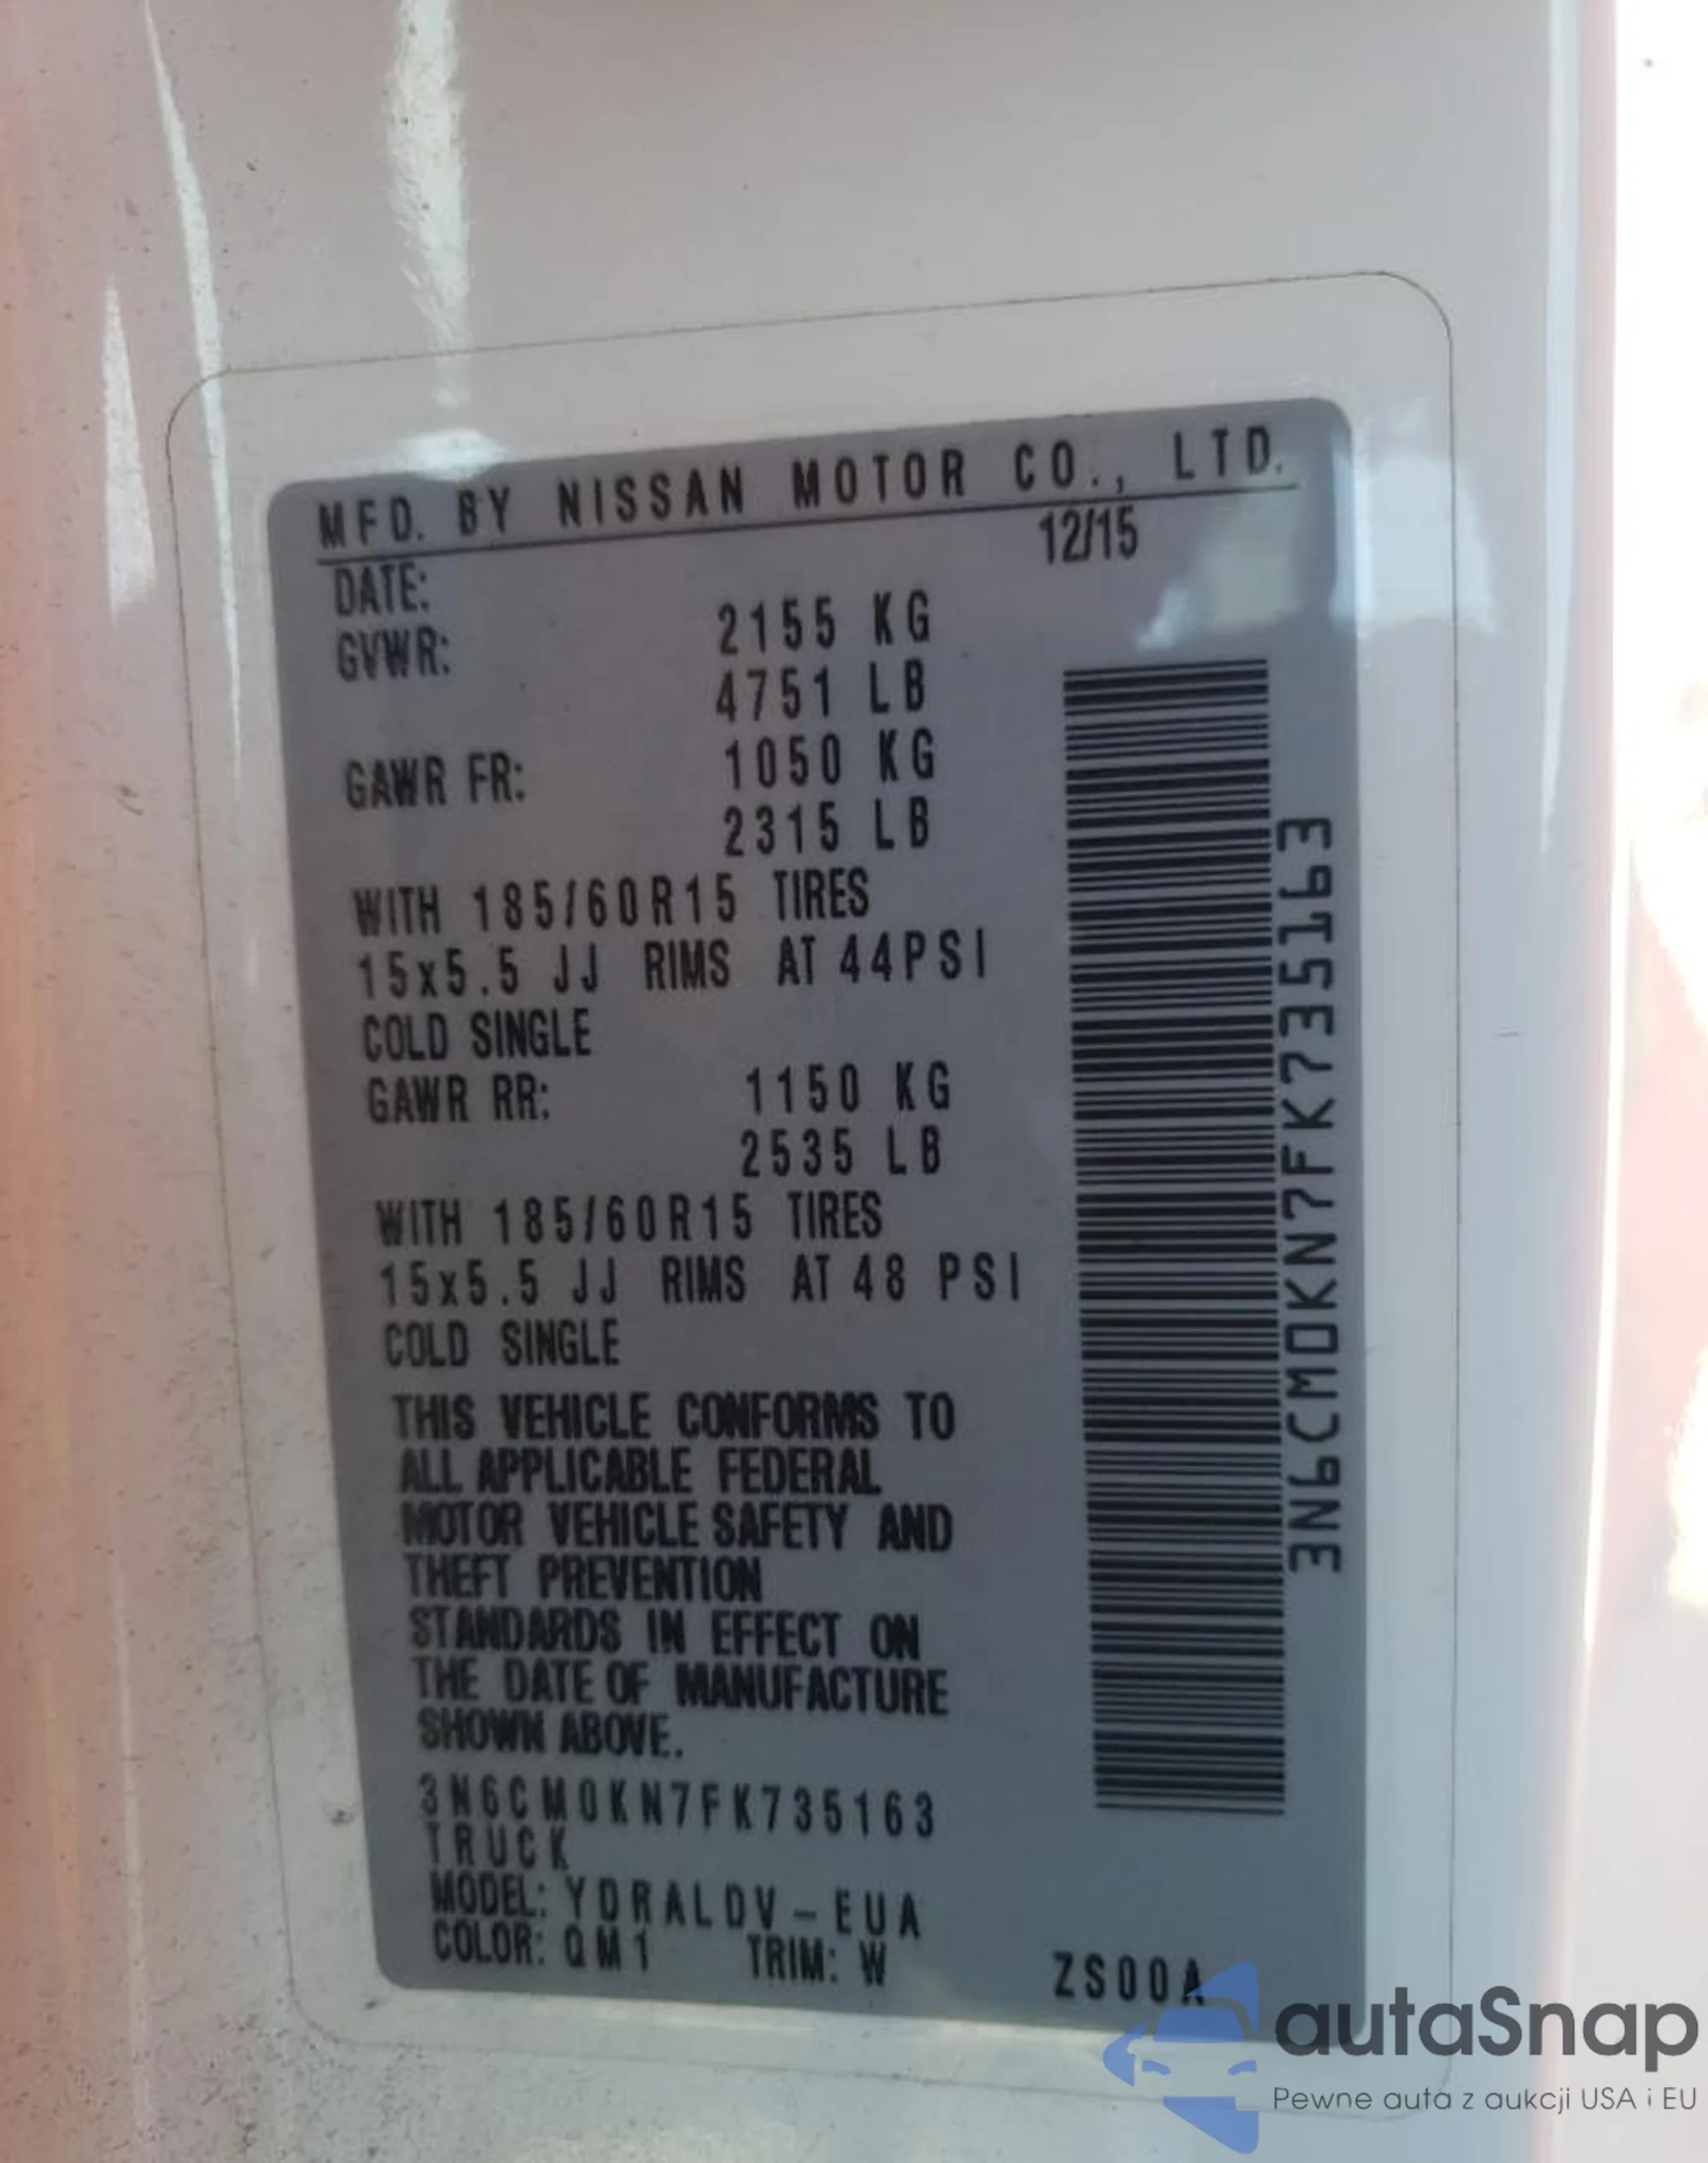 MFD. BY NISSAN MOTOR CO., LTD.
DATE: 12/15
GVWR: 2155 KG
4751 LB
GAWR FR: 1050 KG
2315 LB
WITH 185/60R15 TIRES
15x5.5 JJ RIMS AT 44PSI
COLD SINGLE
GAWR RR: 1150 KG
2535 LB
WITH 185/60R15 TIRES
15x5.5 JJ RIMS AT 48 PSI
COLD SINGLE
THIS VEHICLE CONFORMS TO
ALL APPLICABLE FEDERAL
MOTOR VEHICLE SAFETY AND
THEFT PREVENTION
STANDARDS IN EFFECT ON
THE DATE OF MANUFACTURE
SHOWN ABOVE.
3N6CM0KN7FK735163
TRUCK
MODEL: YDRALDV-EUA
COLOR: QM1 TRIM: W ZS00A
3N6CM0KN7FK735163
autaSnap
Pewne auta z aukcji USA i EU